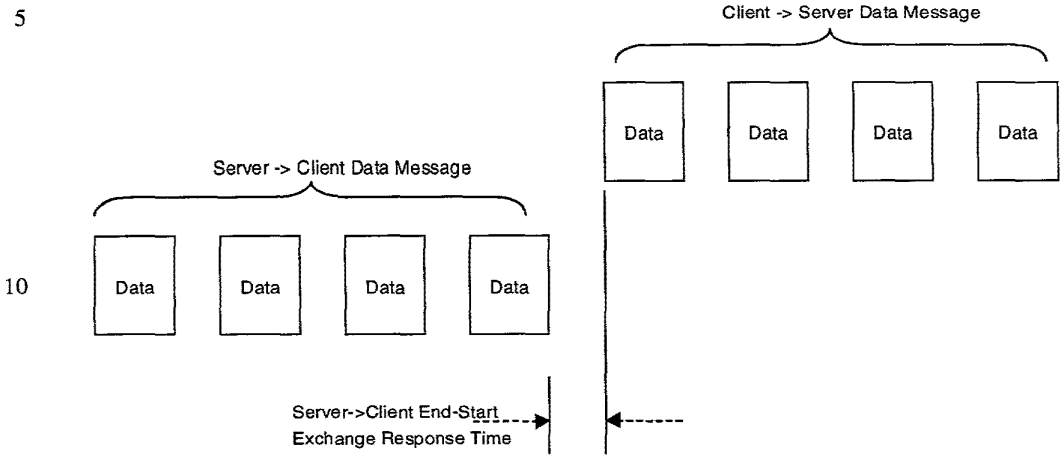 5
Client -> Server Data Message
Data Data Data Data
Server -> Client Data Message
10
Data Data Data Data
Server->Client End-Start
Exchange Response Time